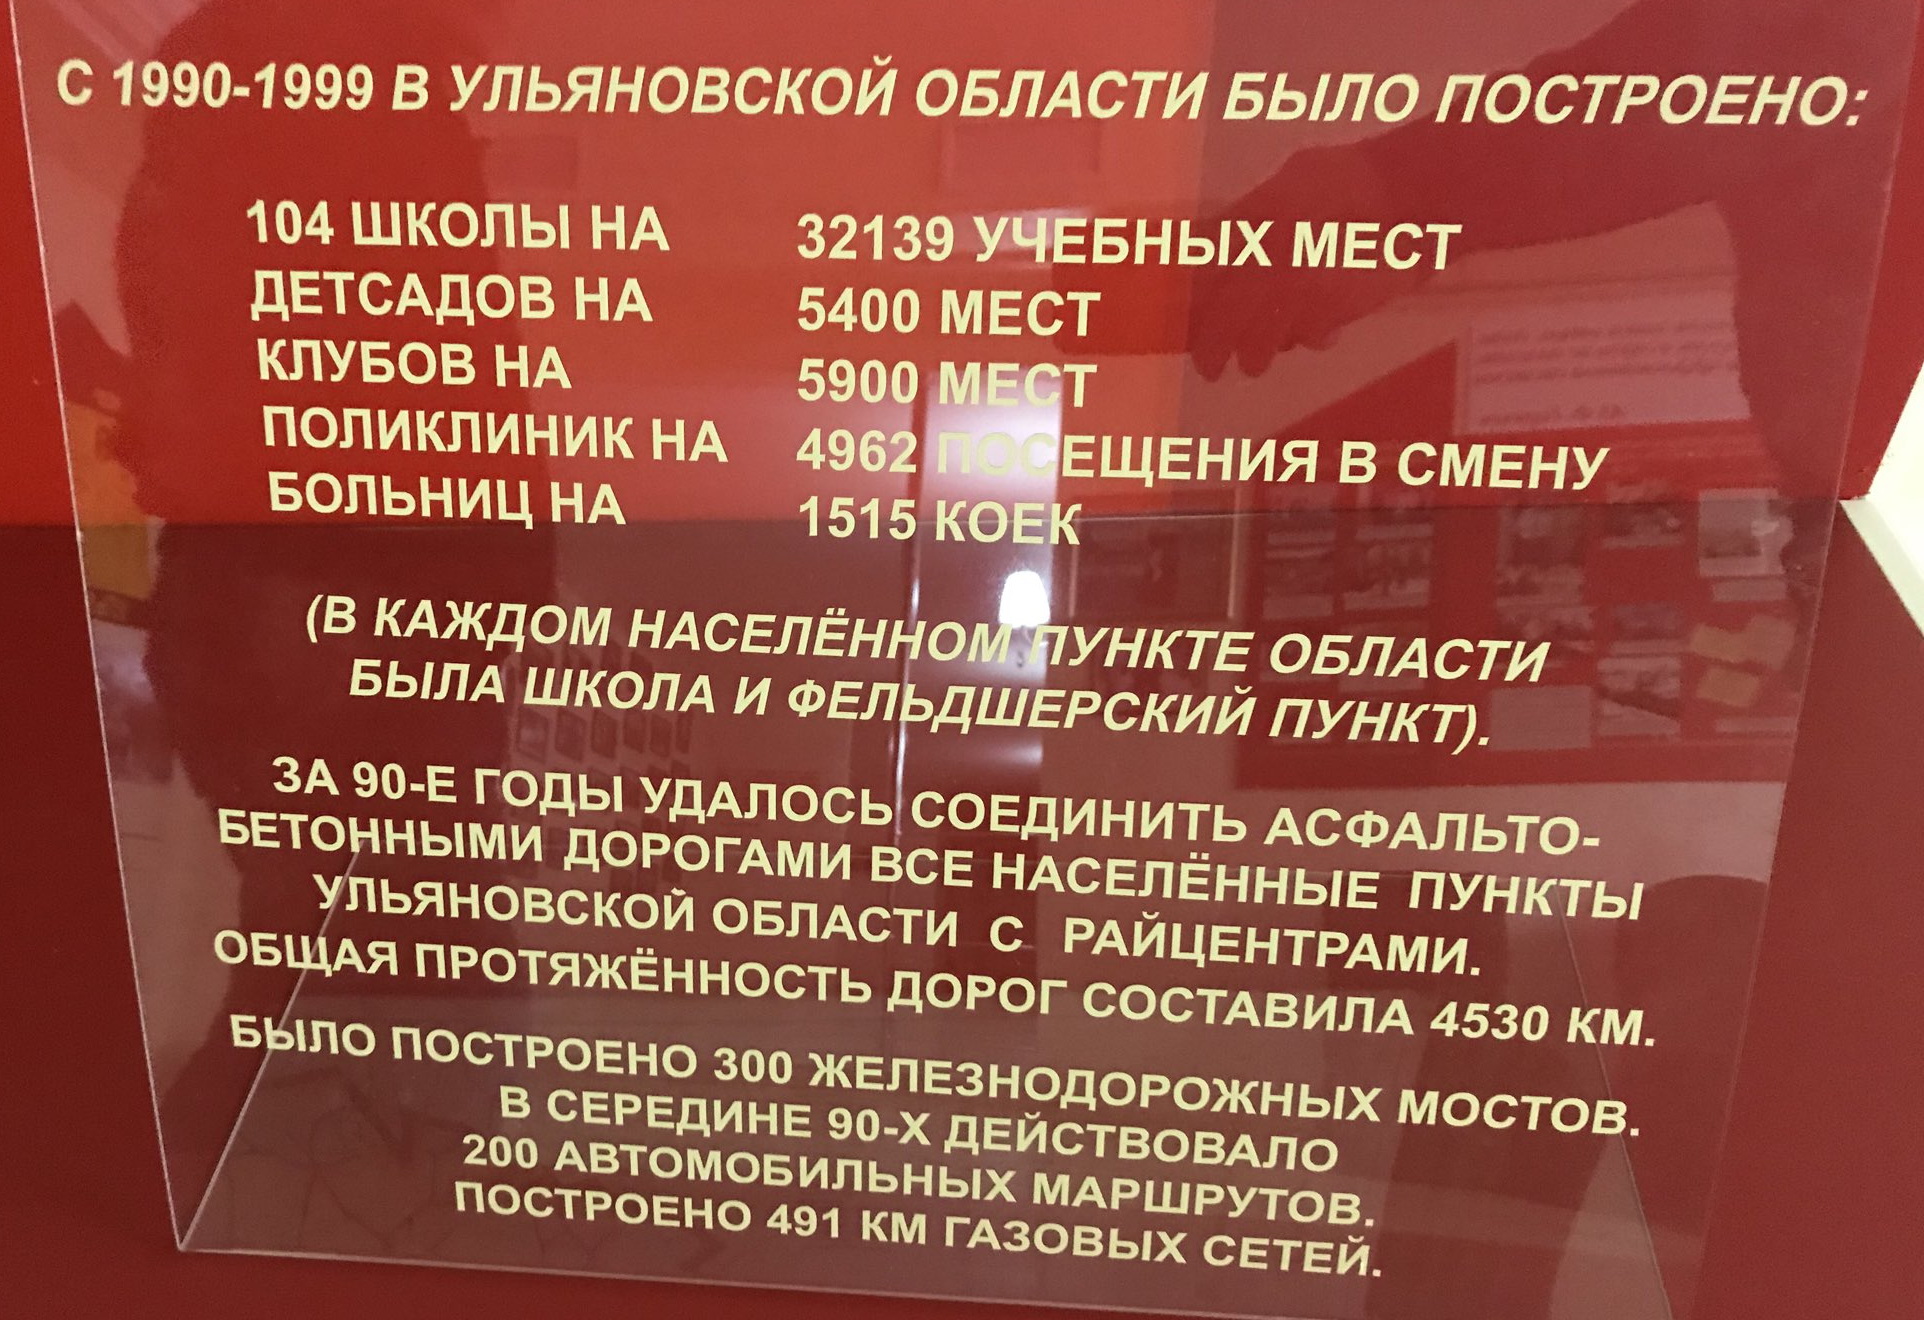 С 1990-1999 В УЛЬЯНОВСКОЙ ОБЛАСТИ БЫЛО ПОСТРОЕНО:
104 ШКОЛЫ НА 32139 УЧЕБНЫХ МЕСТ
ДЕТСАДОВ НА 5400 МЕСТ
КЛУБОВ НА 5900 МЕСТ
ПОЛИКЛИНИК НА 4962 ПОСЕЩЕНИЯ В СМЕНУ
БОЛЬНИЦ НА 1515 КОЕК
(В КАЖДОМ НАСЕЛЁННОМ ПУНКТЕ ОБЛАСТИ
БЫЛА ШКОЛА И ФЕЛЬДШЕРСКИЙ ПУНКТ).
ЗА 90-Е ГОДЫ УДАЛОСЬ СОЕДИНИТЬ АСФАЛЬТО-
БЕТОННЫМИ ДОРОГАМИ ВСЕ НАСЕЛЁННЫЕ ПУНКТЫ
УЛЬЯНОВСКОЙ ОБЛАСТИ С РАЙЦЕНТРАМИ.
ОБЩАЯ ПРОТЯЖЁННОСТЬ ДОРОГ СОСТАВИЛА 4530 КМ.
БЫЛО ПОСТРОЕНО 300 ЖЕЛЕЗНОДОРОЖНЫХ МОСТОВ.
В СЕРЕДИНЕ 90-Х ДЕЙСТВОВАЛО
200 АВТОМОБИЛЬНЫХ МАРШРУТОВ.
ПОСТРОЕНО 491 КМ ГАЗОВЫХ СЕТЕЙ.